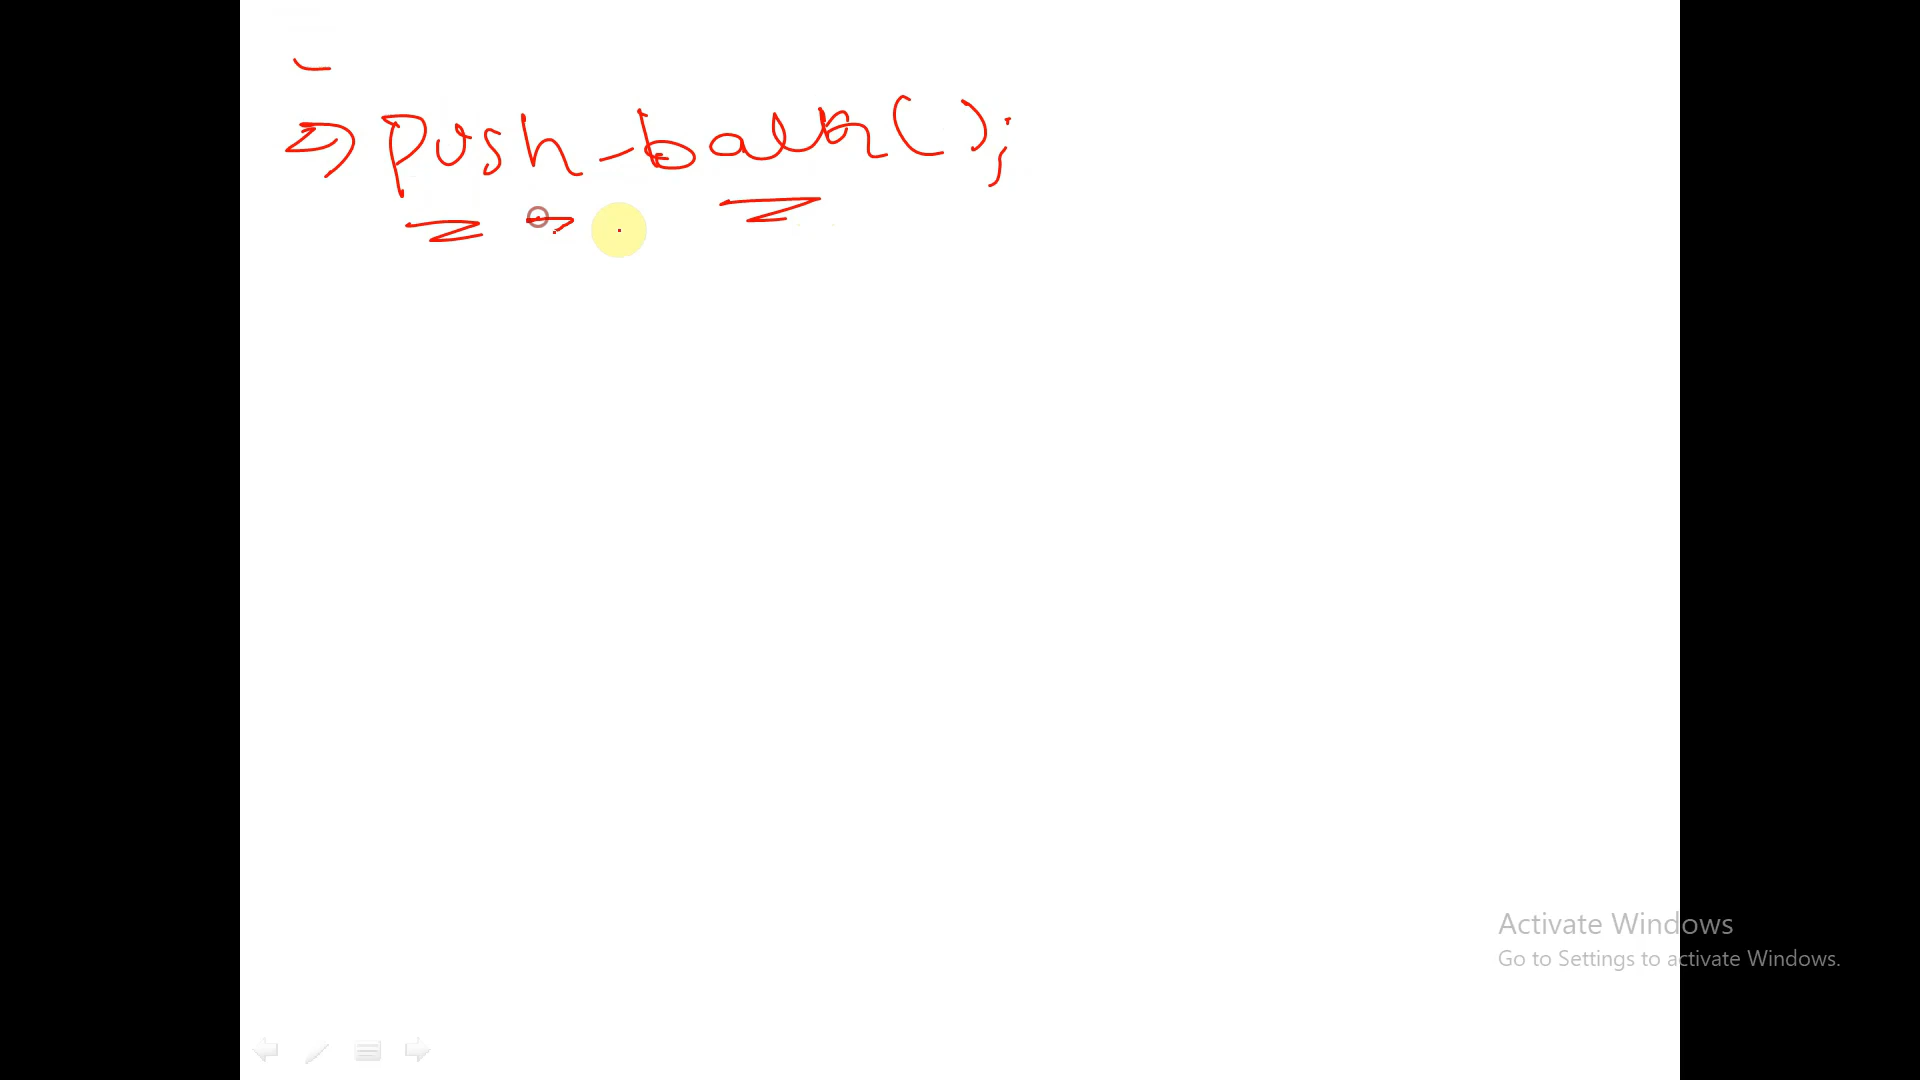 ⇒ push_back();
Activate Windows
Go to Settings to activate Windows.